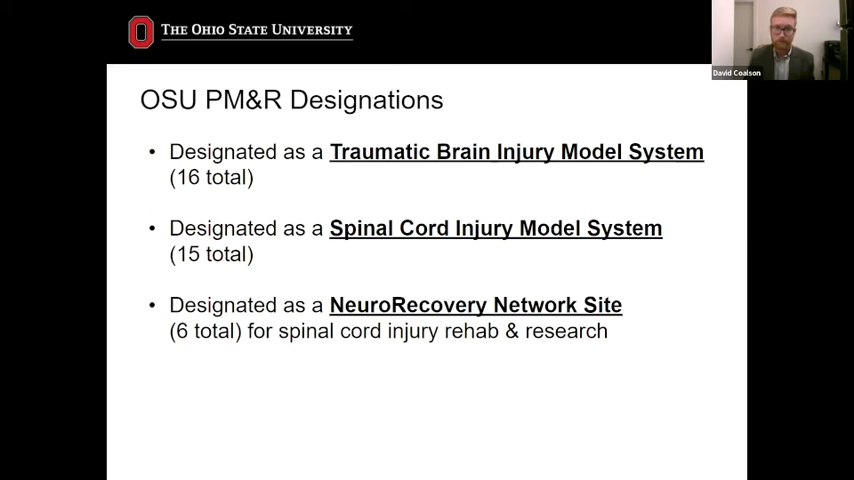 THE OHIO STATE UNIVERSITY
David Coalson
OSU PM&R Designations
• Designated as a Traumatic Brain Injury Model System
(16 total)
• Designated as a Spinal Cord Injury Model System
(15 total)
• Designated as a NeuroRecovery Network Site
(6 total) for spinal cord injury rehab & research